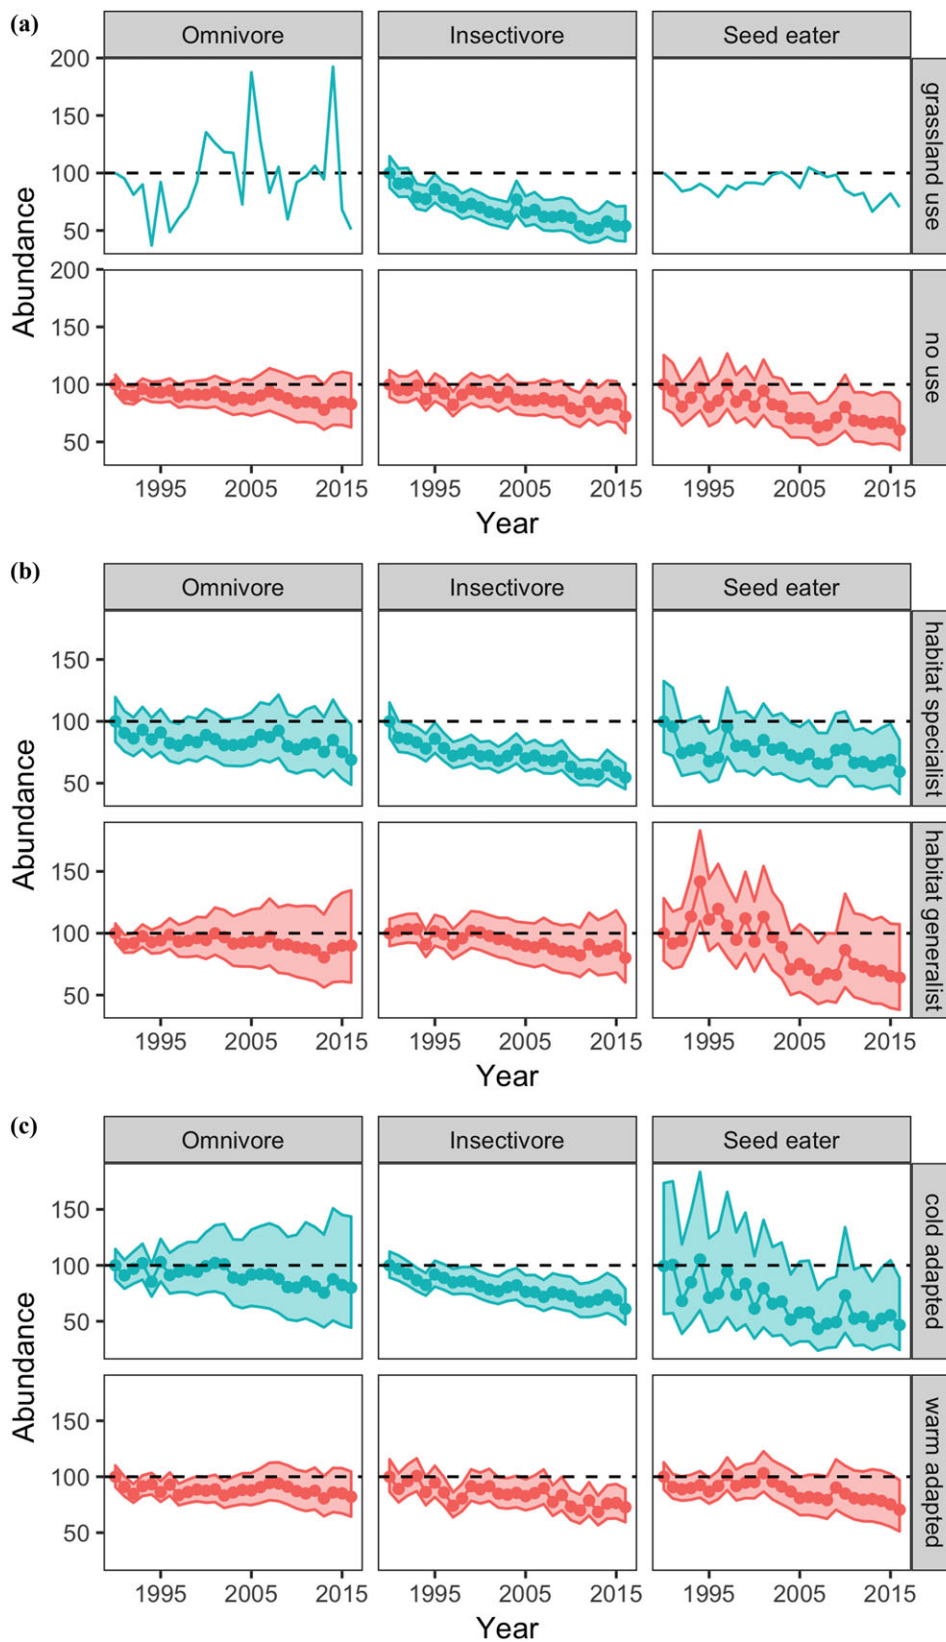 (a)
Omnivore Insectivore Seed eater
200
150
100
50
grassland use
Abundance
200
150
100
50
no use
1995 2005 2015 1995 2005 2015 1995 2005 2015
Year
(b)
Omnivore Insectivore Seed eater
150
100
50
habitat specialist
Abundance
150
100
50
habitat generalist
1995 2005 2015 1995 2005 2015 1995 2005 2015
Year
(c)
Omnivore Insectivore Seed eater
150
100
50
cold adapted
Abundance
150
100
50
warm adapted
1995 2005 2015 1995 2005 2015 1995 2005 2015
Year